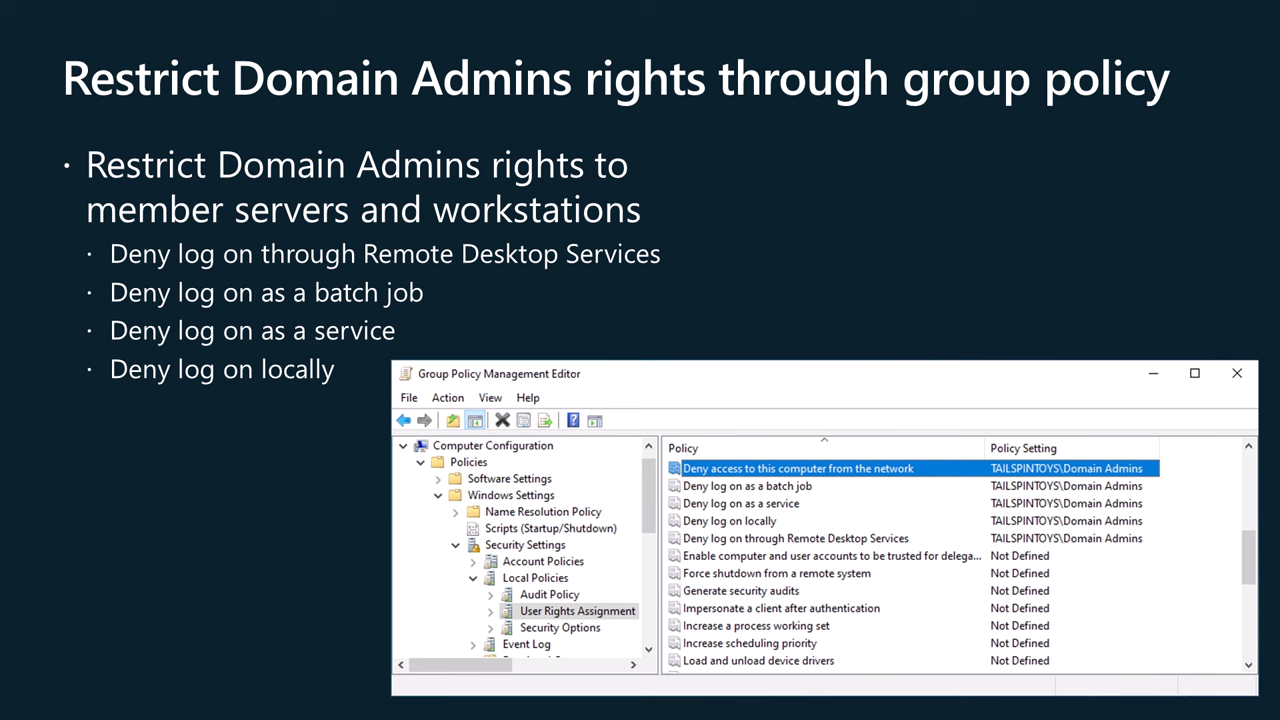 Restrict Domain Admins rights through group policy
· Restrict Domain Admins rights to
member servers and workstations
· Deny log on through Remote Desktop Services
· Deny log on as a batch job
· Deny log on as a service
· Deny log on locally
Group Policy Management Editor
File Action View Help
Computer Configuration
Policies
Software Settings
Windows Settings
Name Resolution Policy
Scripts (Startup/Shutdown)
Security Settings
Account Policies
Local Policies
Audit Policy
User Rights Assignment
Security Options
Event Log
Policy Policy Setting
Deny access to this computer from the network TAILSPINTOYS\Domain Admins
Deny log on as a batch job TAILSPINTOYS\Domain Admins
Deny log on as a service TAILSPINTOYS\Domain Admins
Deny log on locally TAILSPINTOYS\Domain Admins
Deny log on through Remote Desktop Services TAILSPINTOYS\Domain Admins
Enable computer and user accounts to be trusted for delega... Not Defined
Force shutdown from a remote system Not Defined
Generate security audits Not Defined
Impersonate a client after authentication Not Defined
Increase a process working set Not Defined
Increase scheduling priority Not Defined
Load and unload device drivers Not Defined